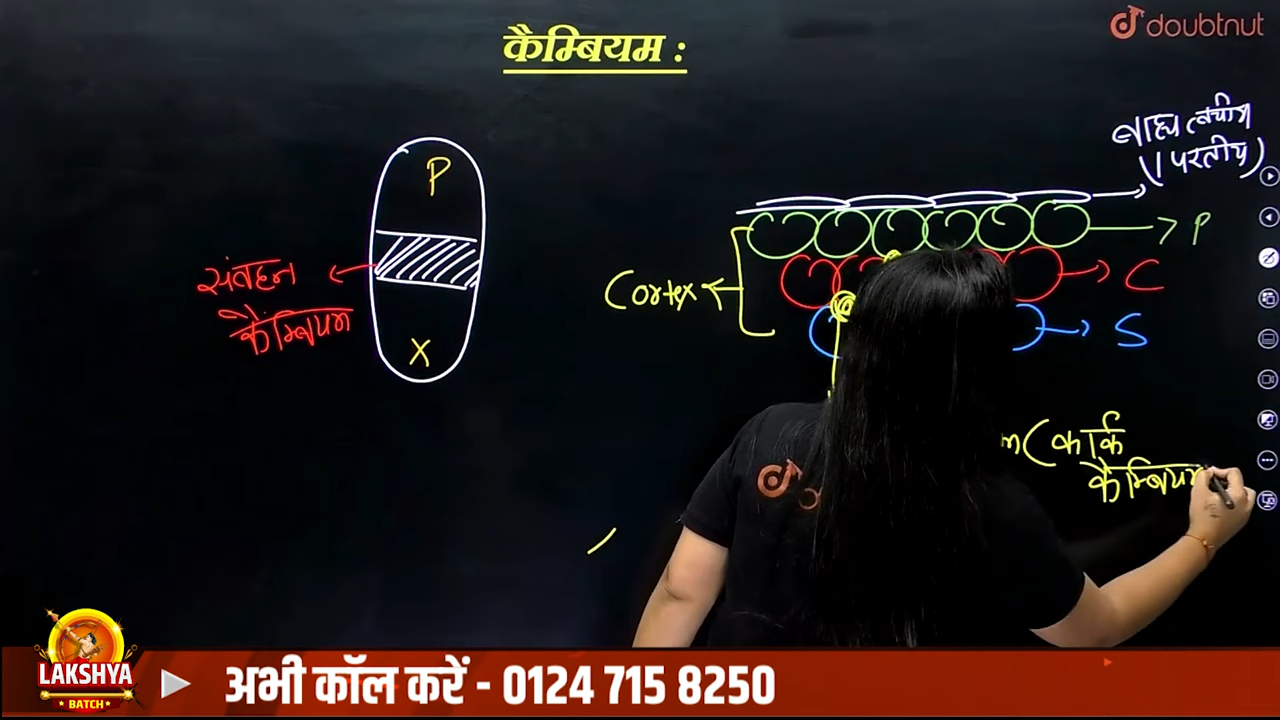 कैम्बियम :
doubtnut
बाह्य त्वचीय
(1 परतीय)
P
P
संवहन
कैम्बियम
X
Cortex
C
S
m (कार्क
कैम्बियम
LAKSHYA
BATCH
अभी कॉल करें - 0124 715 8250